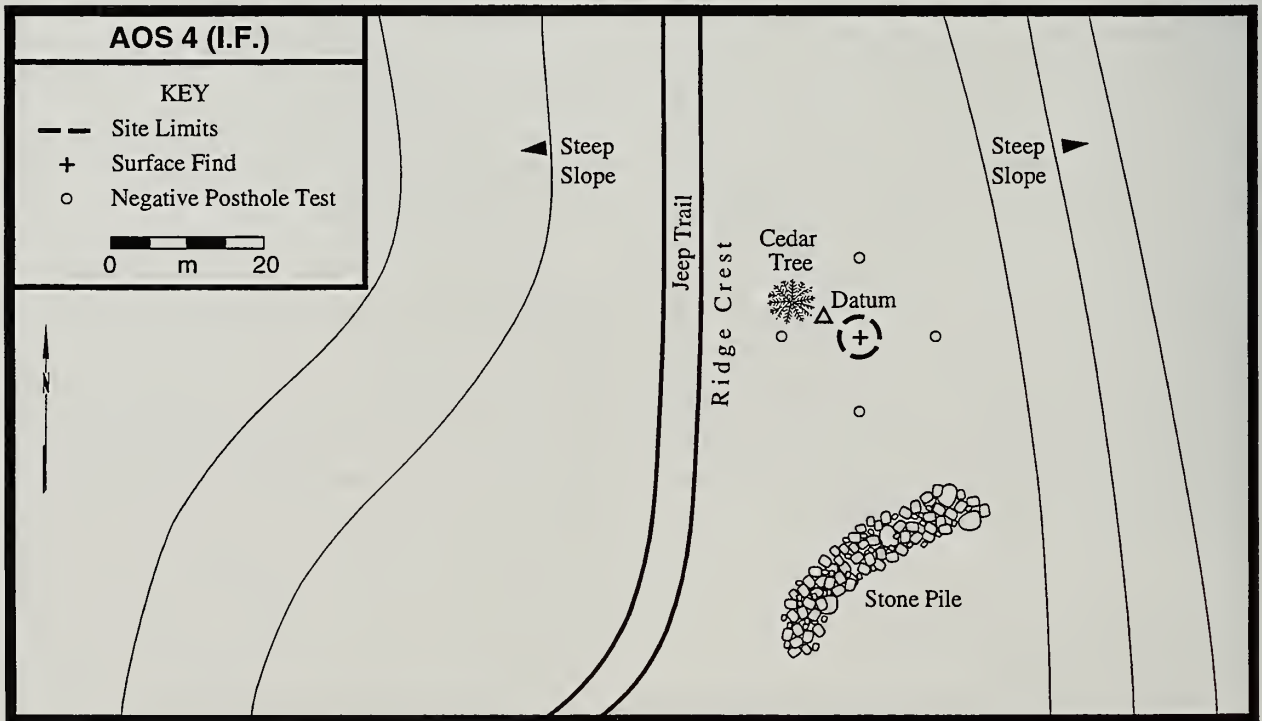 AOS 4 (I.F.)
KEY
Site Limits
Surface Find
Negative Posthole Test
0 m 20
N
Steep
Slope
Jeep Trail
Ridge Crest
Cedar
Tree
Datum
Steep
Slope
Stone Pile